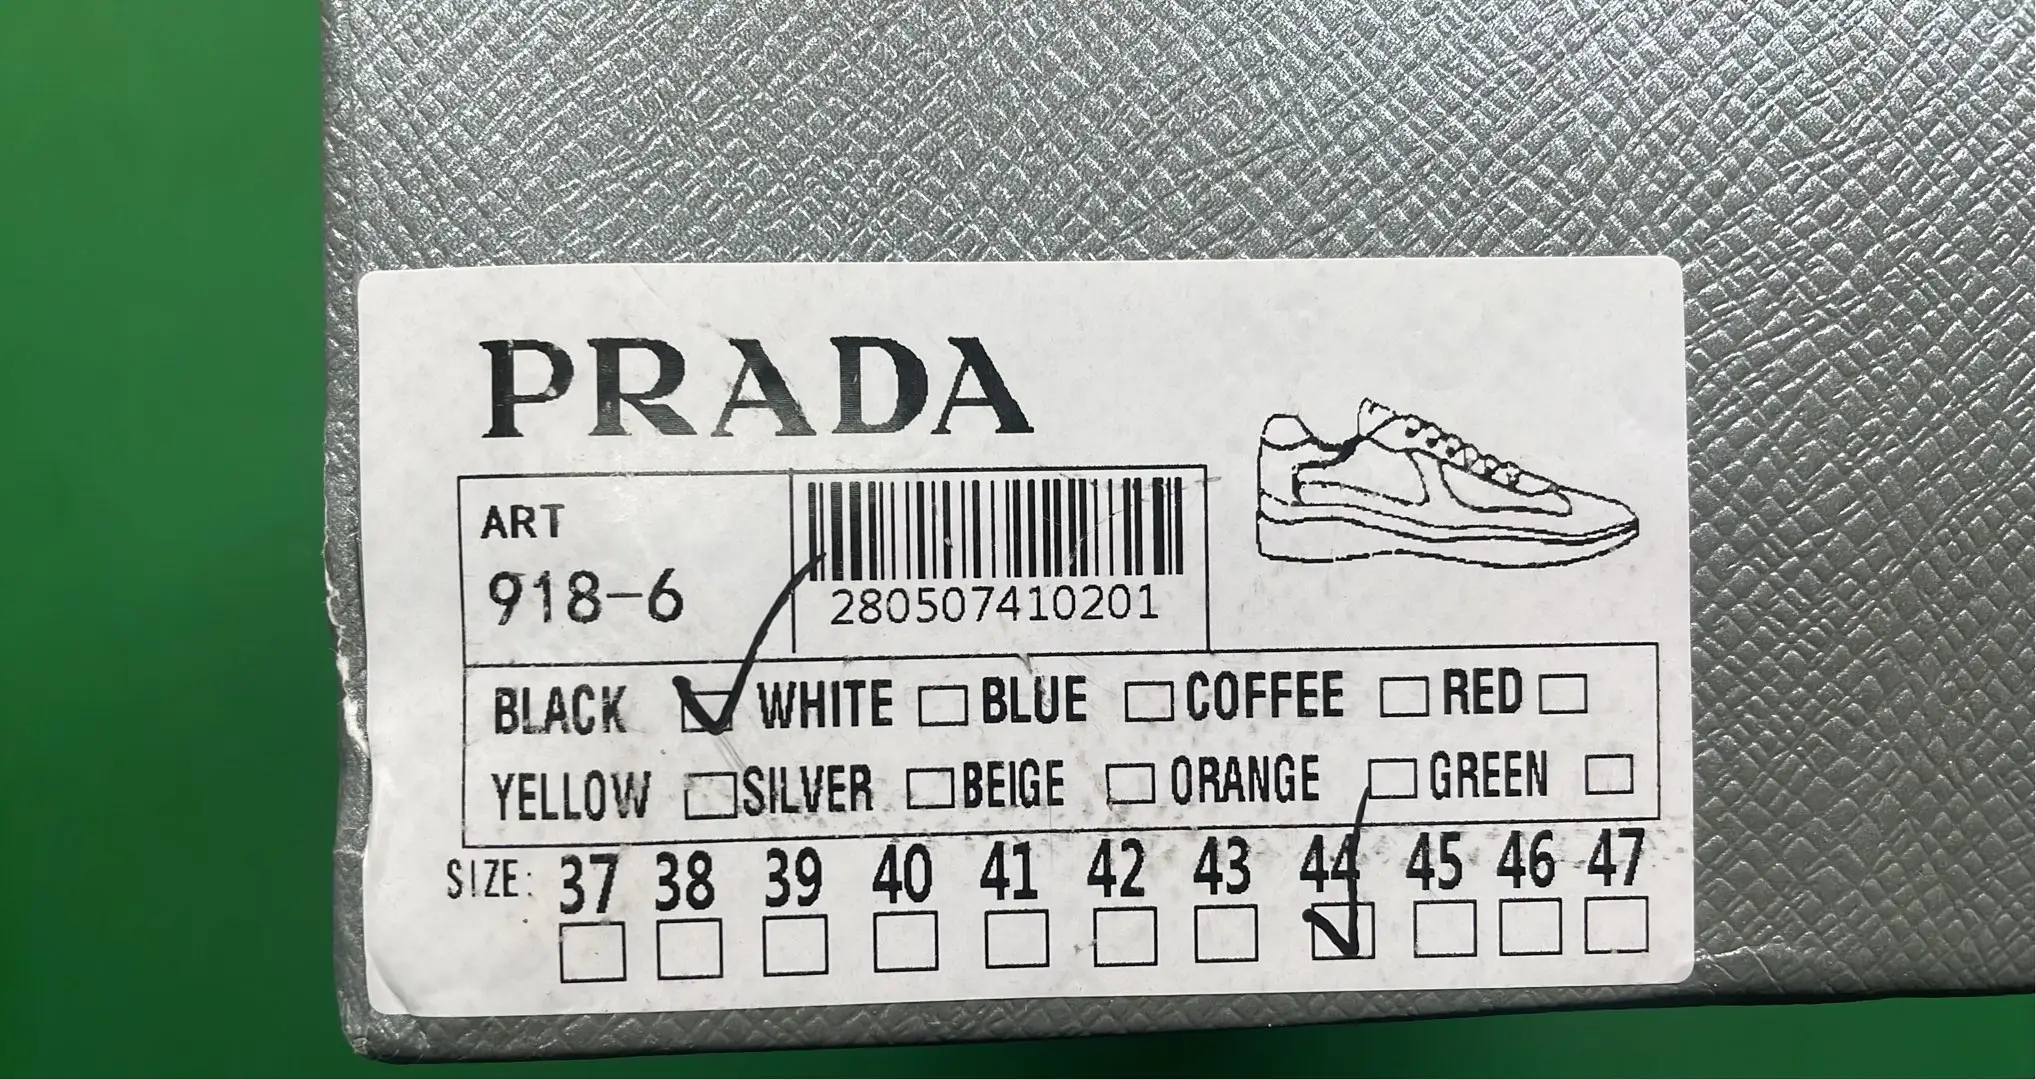 PRADA
ART
918-6
280507410201
BLACK WHITE BLUE COFFEE RED
YELLOW SILVER BEIGE ORANGE GREEN
SIZE: 37 38 39 40 41 42 43 44 45 46 47